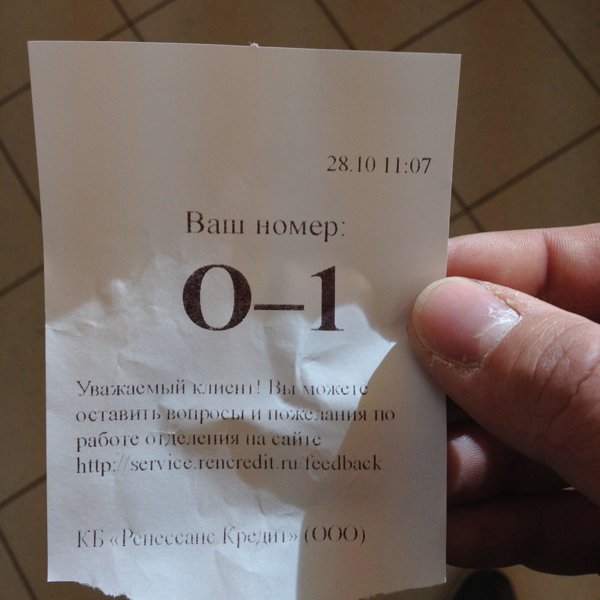 28.10 11:07
Ваш номер:
О–1
Уважаемый клиент! Вы можете
оставить вопросы и пожелания по
работе отделения на сайте
http://service.rencredit.ru/feedback
КБ «Ренессанс Кредит» (ООО)